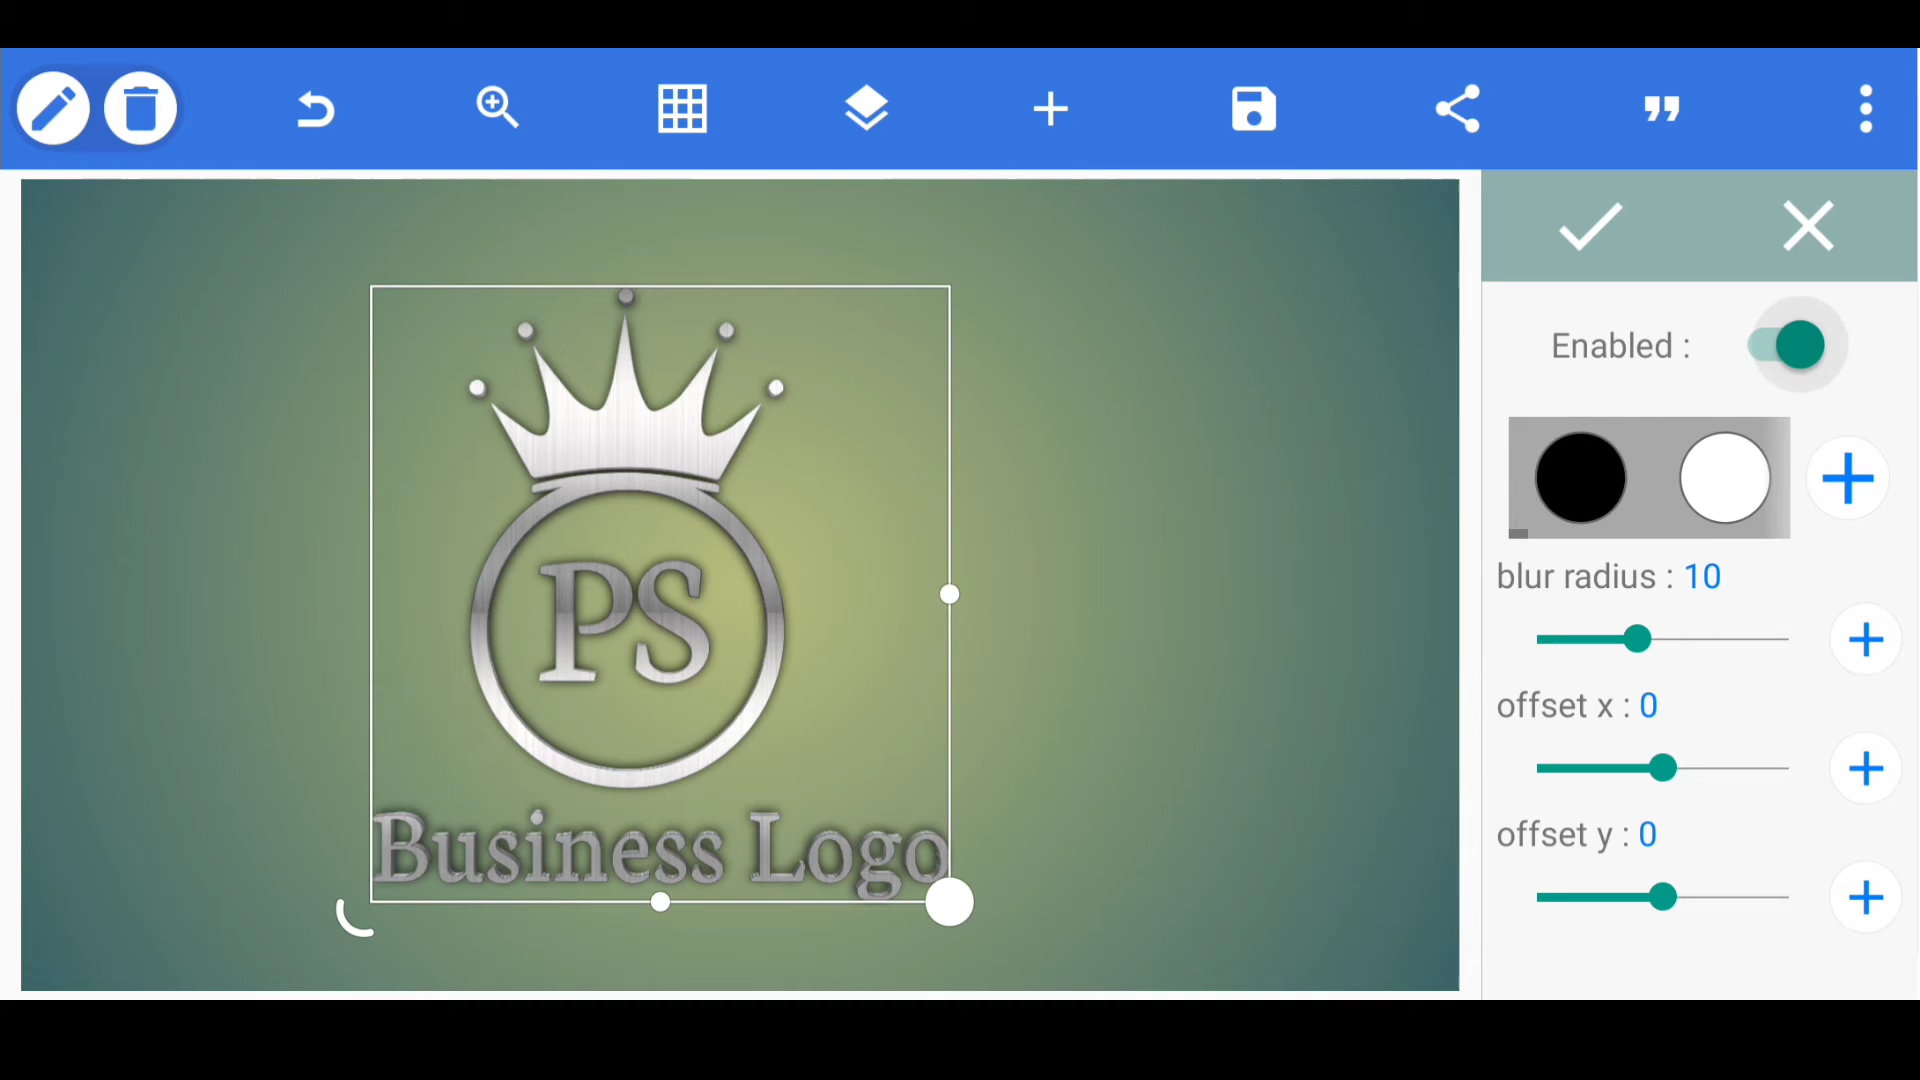 Enabled :
blur radius : 10
offset x : 0
offset y : 0
PS
Business Logo